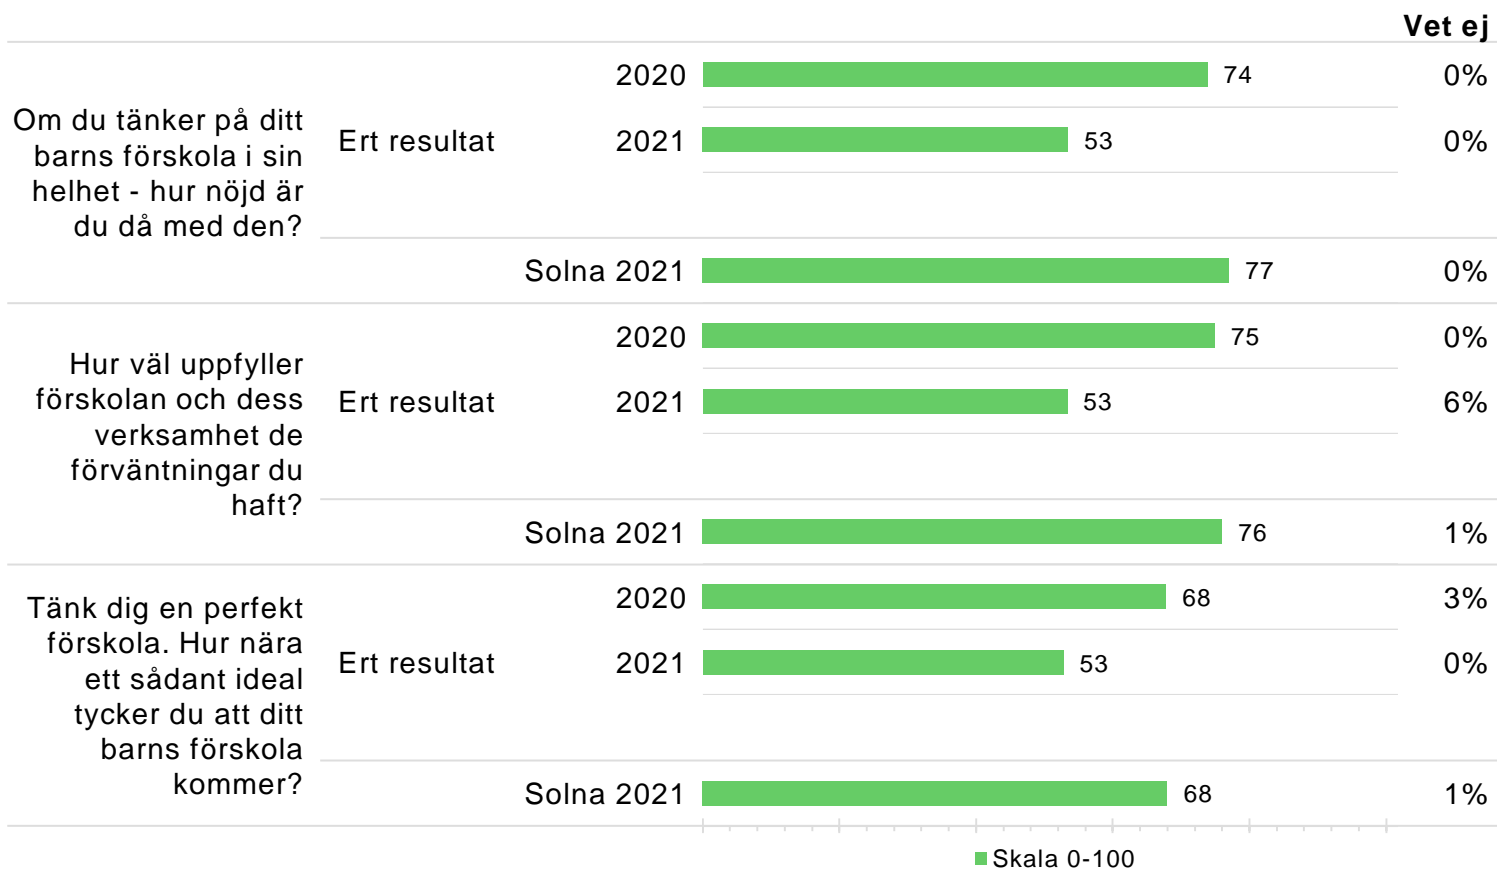 Vet ej
2020 74 0%
Om du tänker på ditt
barns förskola i sin
helhet - hur nöjd är
du då med den?
Ert resultat 2021 53 0%
Solna 2021 77 0%
2020 75 0%
Hur väl uppfyller
förskolan och dess
verksamhet de
förväntningar du
haft?
Ert resultat 2021 53 6%
Solna 2021 76 1%
2020 68 3%
Tänk dig en perfekt
förskola. Hur nära
ett sådant ideal
tycker du att ditt
barns förskola
kommer?
Ert resultat 2021 53 0%
Solna 2021 68 1%
Skala 0-100